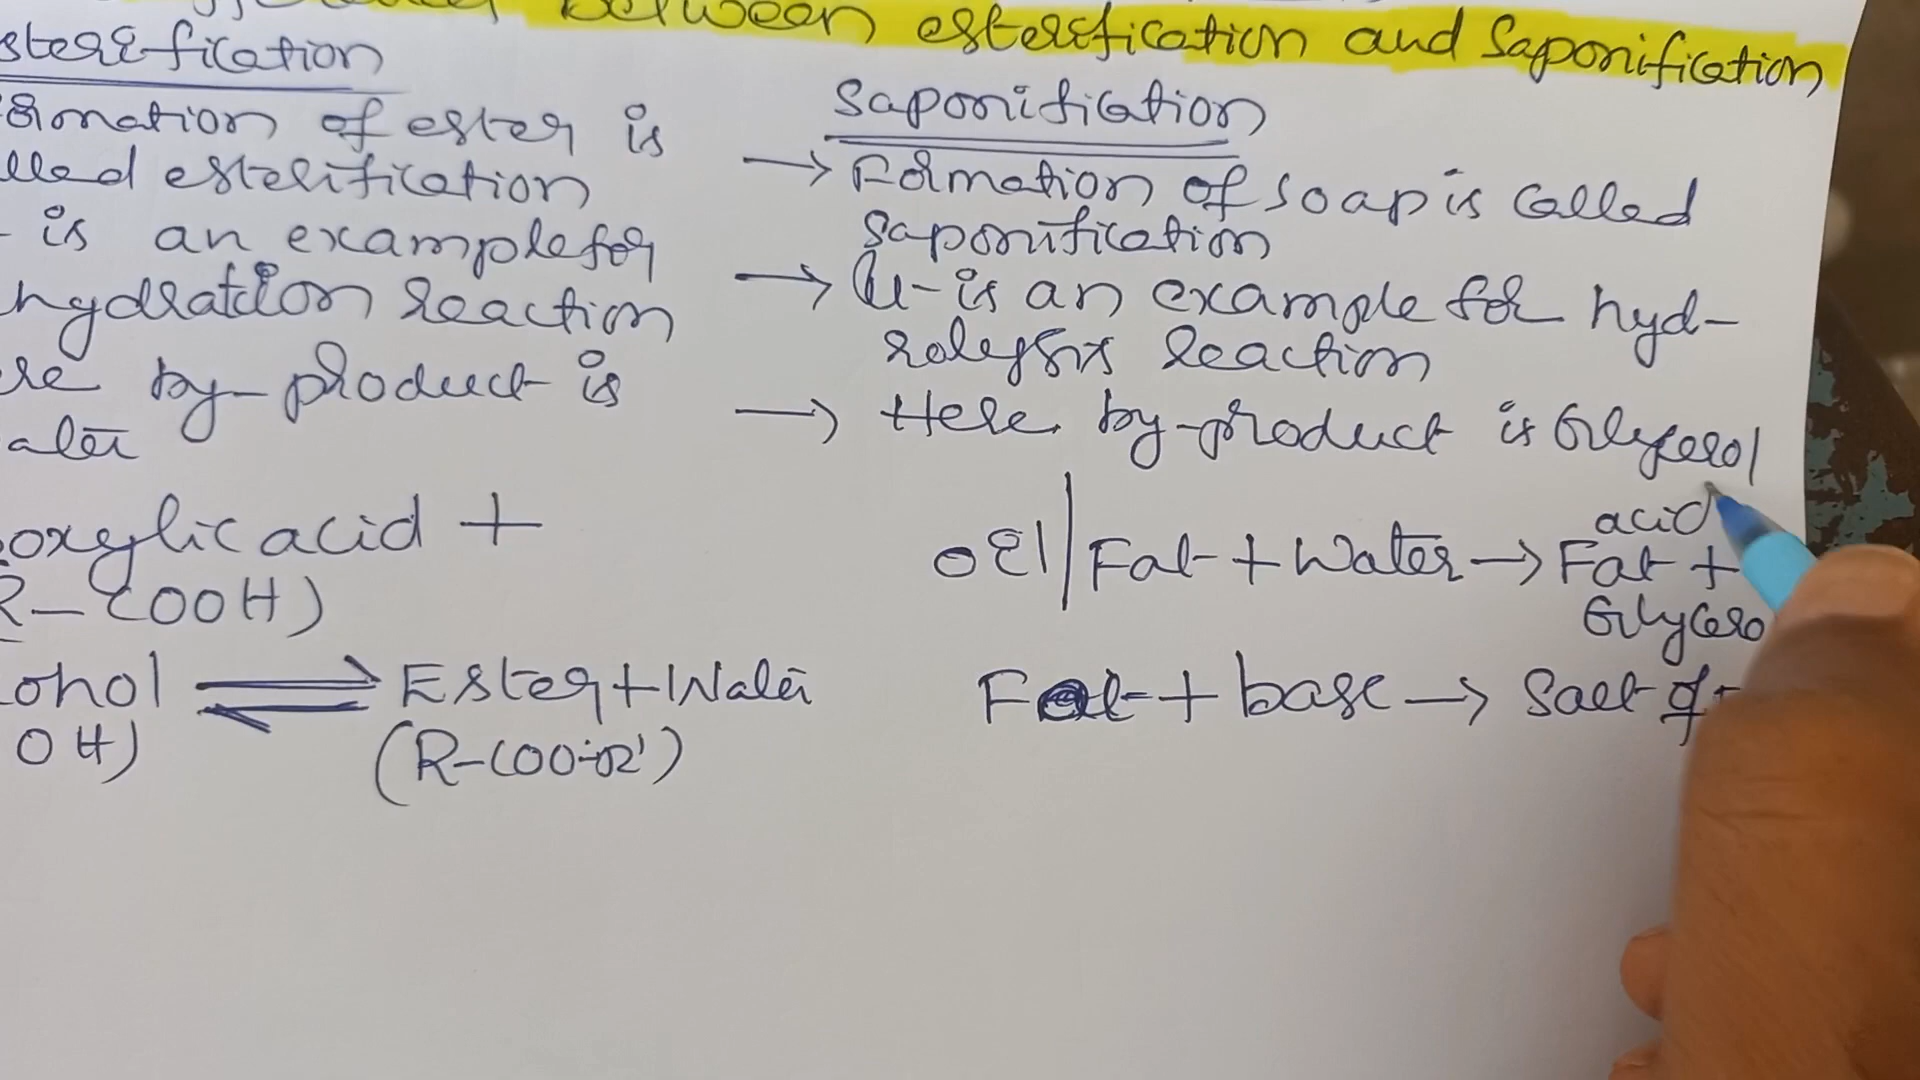 between esterification and Saponification
sterification
ormation of ester is
lled esterification
is an example for
hydration reaction
re by-product is
ater
oxylic acid +
R-COOH)
ohol ⇌ Ester + Water
OH) (R-COO-R')
Saponification
→ Formation of soap is called
saponification
→ It is an example for hyd-
rolysis reaction
→ Here by-product is Glycerol
acid
oil/Fat + Water → Fat +
Glycero
Fat + base → Salt of